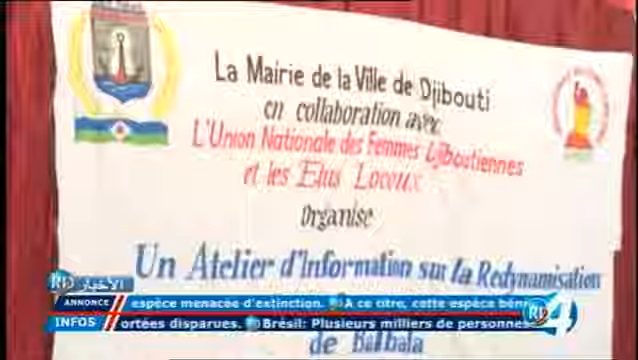 La Mairie de la Ville de Djibouti
en collaboration avec
L'Union Nationale des Femmes Djiboutiennes
et les Elus Locaux
Organise
Un Atelier d'Information sur la Redynamisation
de Balbala
الأخبار
ANNONCE espèce menacée d'extinction. A ce titre, cette espèce bén
INFOS ortées disparues. Brésil: Plusieurs milliers de personnes
4